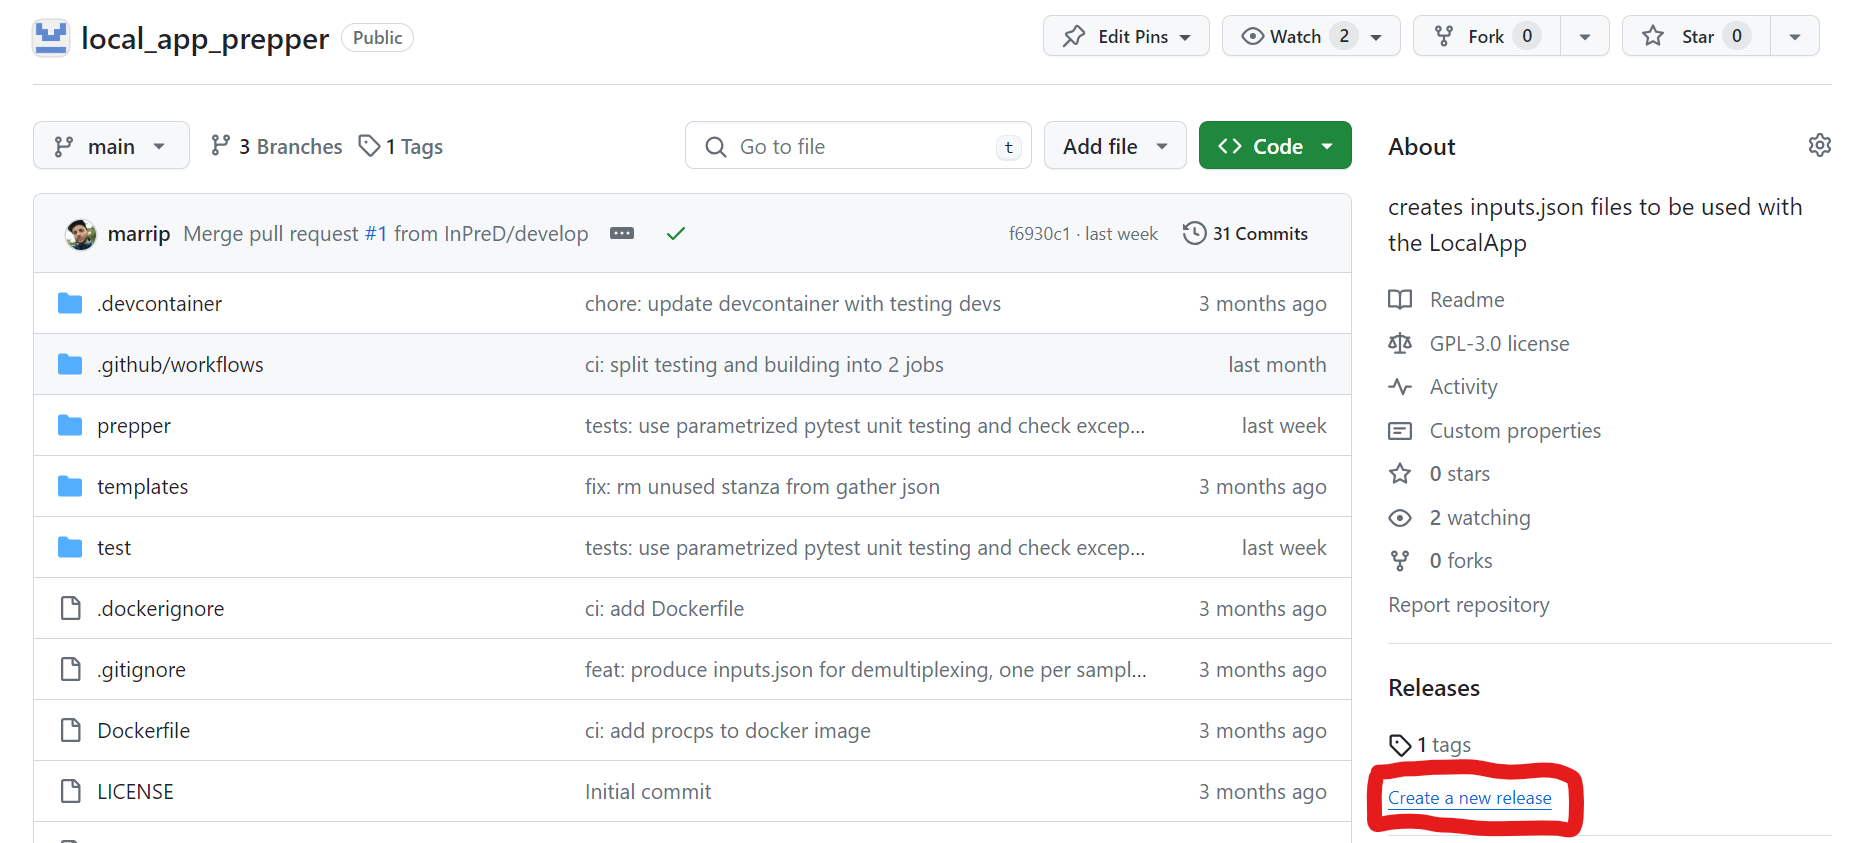 local_app_prepper Public
Edit Pins Watch 2 Fork 0 Star 0
main 3 Branches 1 Tags Go to file t Add file Code
marrip Merge pull request #1 from InPreD/develop f6930c1 · last week 31 Commits
.devcontainer chore: update devcontainer with testing devs 3 months ago
.github/workflows ci: split testing and building into 2 jobs last month
prepper tests: use parametrized pytest unit testing and check excep... last week
templates fix: rm unused stanza from gather json 3 months ago
test tests: use parametrized pytest unit testing and check excep... last week
.dockerignore ci: add Dockerfile 3 months ago
.gitignore feat: produce inputs.json for demultiplexing, one per sampl... 3 months ago
Dockerfile ci: add procps to docker image 3 months ago
LICENSE Initial commit 3 months ago
About
creates inputs.json files to be used with
the LocalApp
Readme
GPL-3.0 license
Activity
Custom properties
0 stars
2 watching
0 forks
Report repository
Releases
1 tags
Create a new release